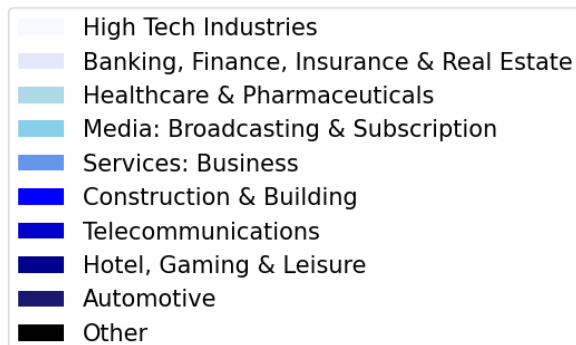 High Tech Industries
Banking, Finance, Insurance & Real Estate
Healthcare & Pharmaceuticals
Media: Broadcasting & Subscription
Services: Business
Construction & Building
Telecommunications
Hotel, Gaming & Leisure
Automotive
Other